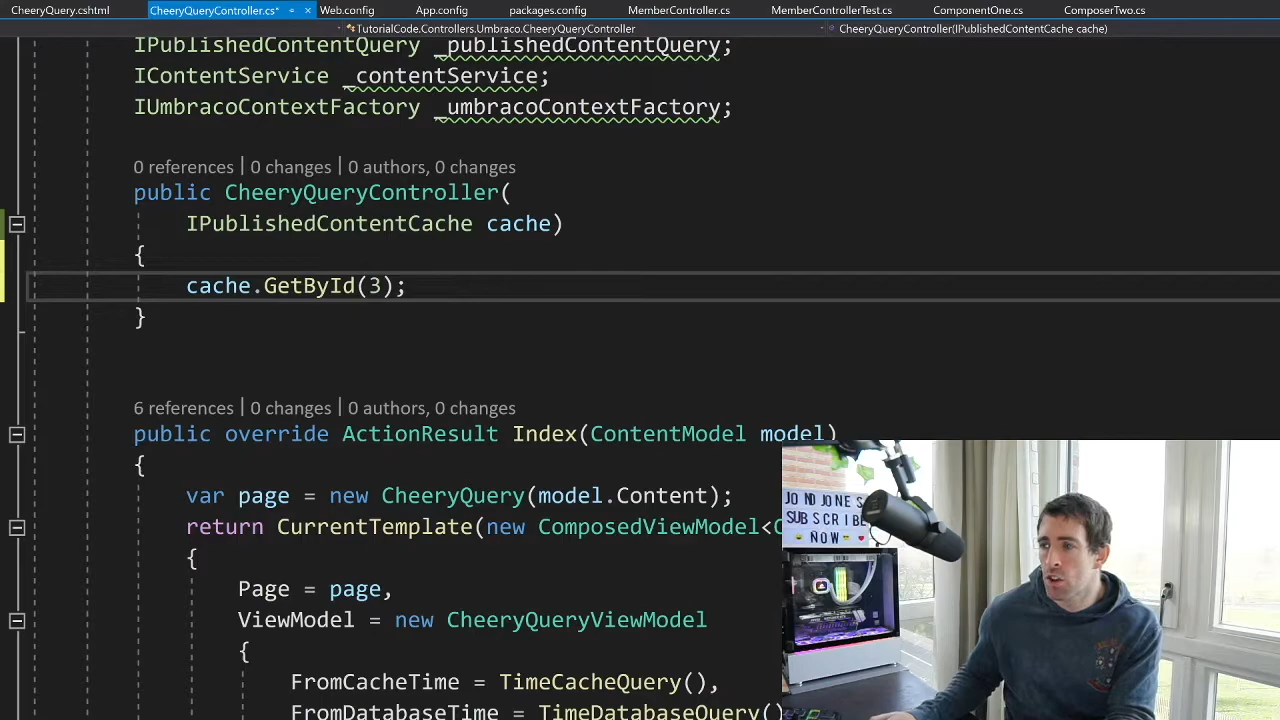 CheeryQuery.cshtml CheeryQueryController.cs* Web.config App.config packages.config MemberController.cs MemberControllerTest.cs ComponentOne.cs ComposerTwo.cs
TutorialCode.Controllers.Umbraco.CheeryQueryController CheeryQueryController(IPublishedContentCache cache)
IPublishedContentQuery _publishedContentQuery;
IContentService _contentService;
IUmbracoContextFactory _umbracoContextFactory;
0 references | 0 changes | 0 authors, 0 changes
public CheeryQueryController(
IPublishedContentCache cache)
{
cache.GetById(3);
}
6 references | 0 changes | 0 authors, 0 changes
public override ActionResult Index(ContentModel model)
{
var page = new CheeryQuery(model.Content);
return CurrentTemplate(new ComposedViewModel<C
{
Page = page,
ViewModel = new CheeryQueryViewModel
{
FromCacheTime = TimeCacheQuery(),
FromDatabaseTime = TimeDatabaseQuery()
JON D JONES
SUBSCRIBE
NOW